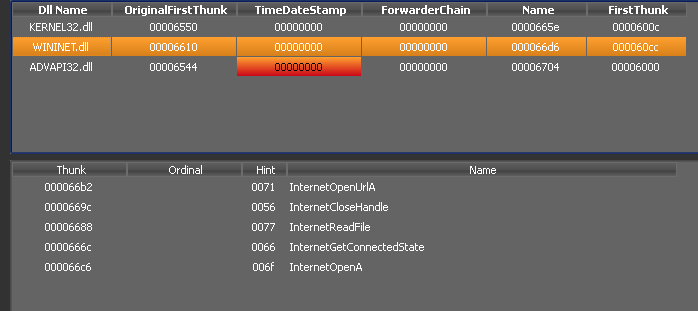 Dll Name OriginalFirstThunk TimeDateStamp ForwarderChain Name FirstThunk
KERNEL32.dll 00006550 00000000 00000000 0000665e 0000600c
WININET.dll 00006610 00000000 00000000 000066d6 000060cc
ADVAPI32.dll 00006544 00000000 00000000 00006704 00006000
Thunk Ordinal Hint Name
000066b2 0071 InternetOpenUrlA
0000669c 0056 InternetCloseHandle
00006688 0077 InternetReadFile
0000666c 0066 InternetGetConnectedState
000066c6 006f InternetOpenA